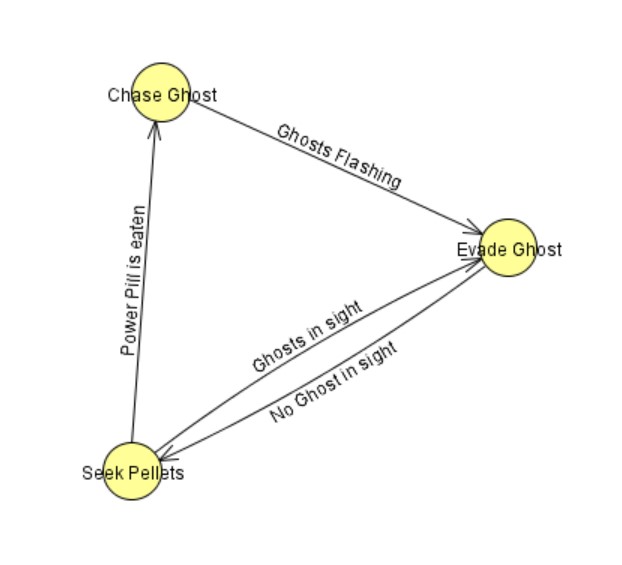 Chase Ghost
Ghosts Flashing
Power Pill is eaten
Evade Ghost
Ghosts in sight
No Ghost in sight
Seek Pellets